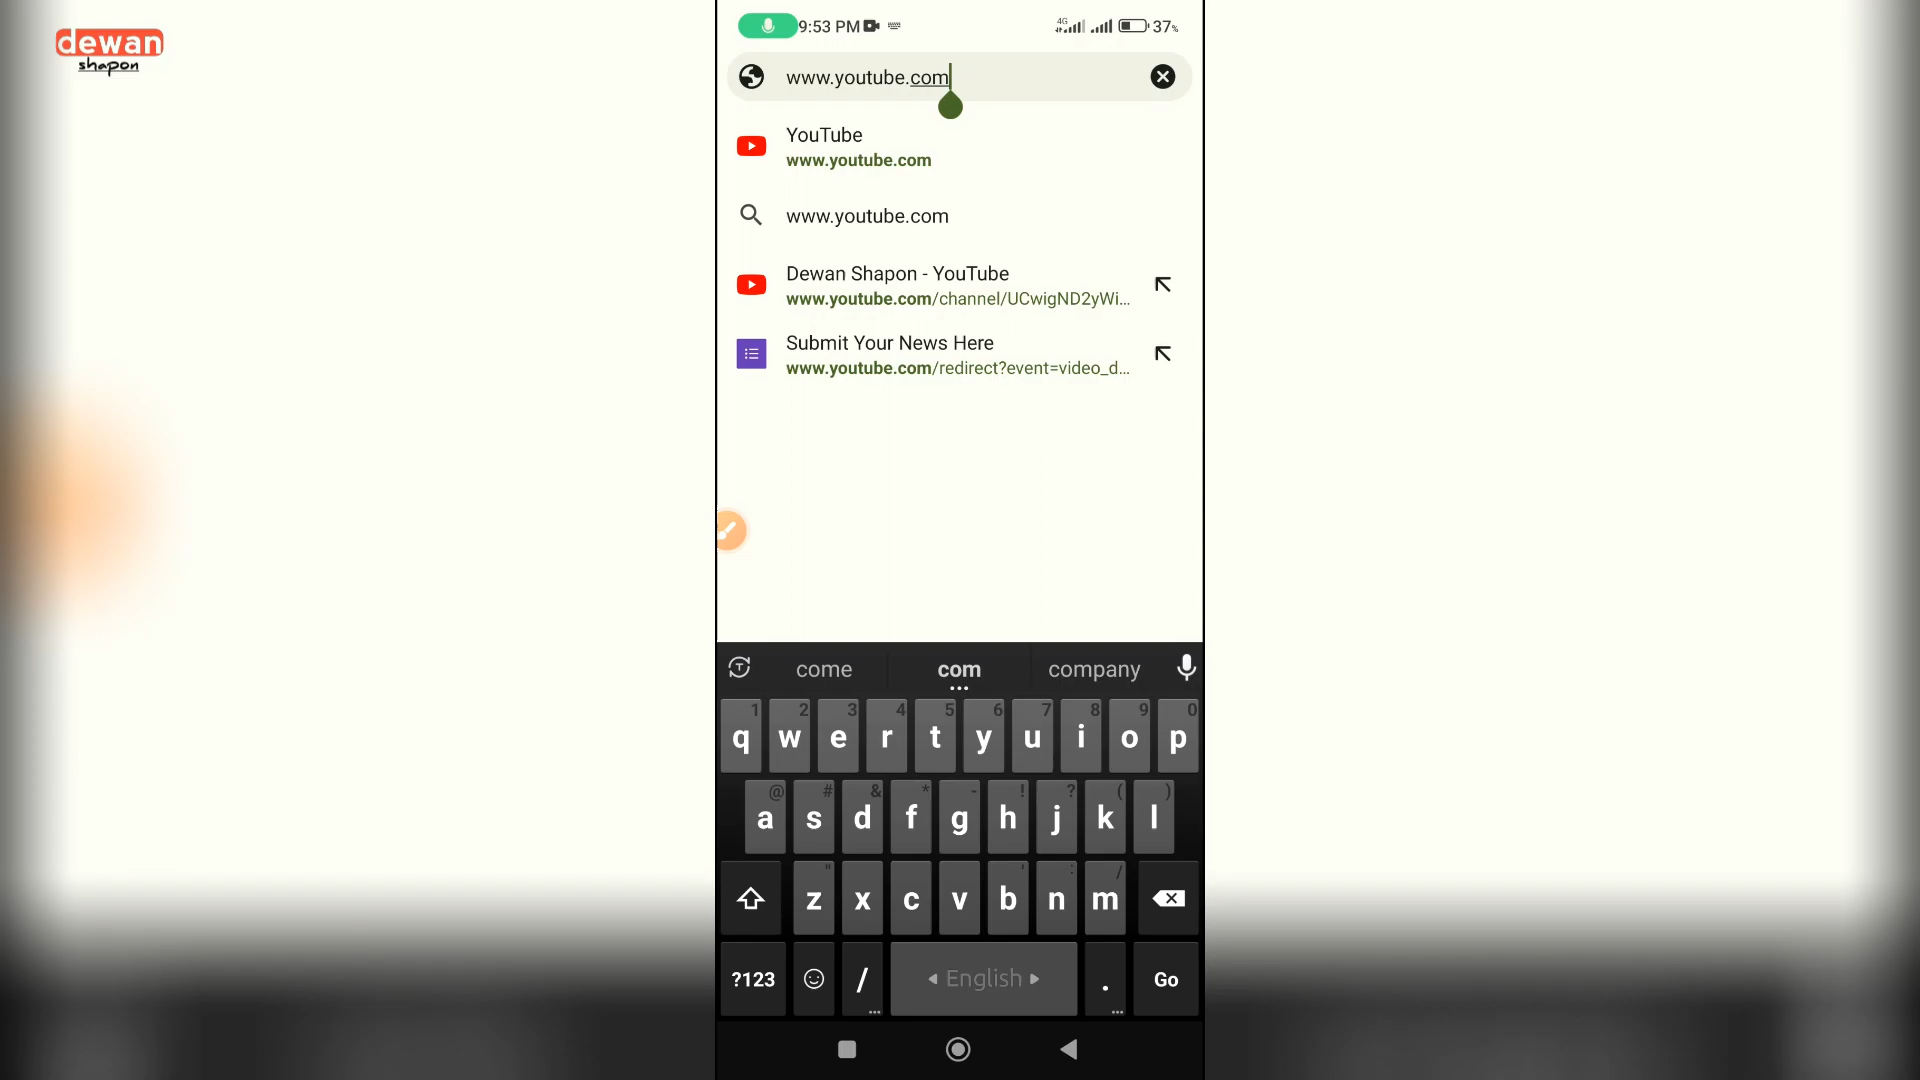 dewan
shapon
9:53 PM
4G
37%
www.youtube.com
YouTube
www.youtube.com
www.youtube.com
Dewan Shapon - YouTube
www.youtube.com/channel/UCwigND2yWi...
Submit Your News Here
www.youtube.com/redirect?event=video_d...
come com company
1 2 3 4 5 6 7 8 9 0
q w e r t y u i o p
@ # & * - ! ? ( )
a s d f g h j k l
" ' : /
z x c v b n m
?123 / English . Go